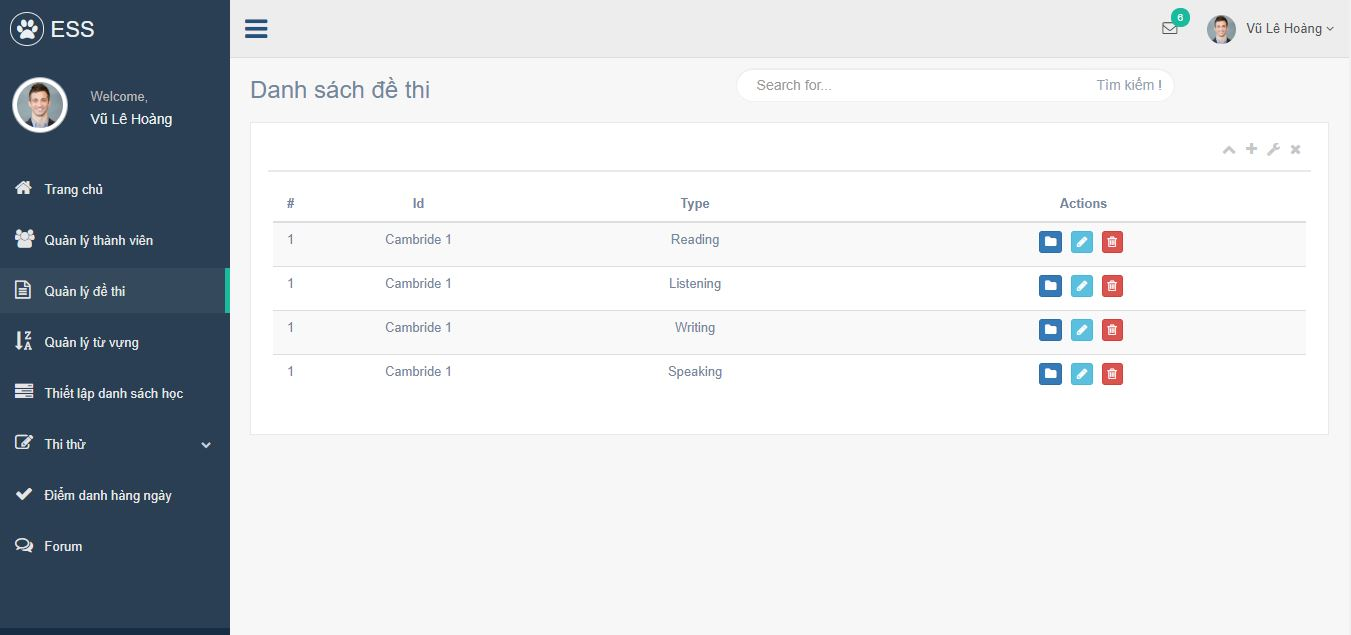 ESS
6
Vũ Lê Hoàng
Welcome,
Vũ Lê Hoàng
Trang chủ
Quản lý thành viên
Quản lý đề thi
Quản lý từ vựng
Thiết lập danh sách học
Thi thử
Điểm danh hàng ngày
Forum
Danh sách đề thi
Search for...
Tìm kiếm !
# Id Type Actions
1 Cambride 1 Reading
1 Cambride 1 Listening
1 Cambride 1 Writing
1 Cambride 1 Speaking